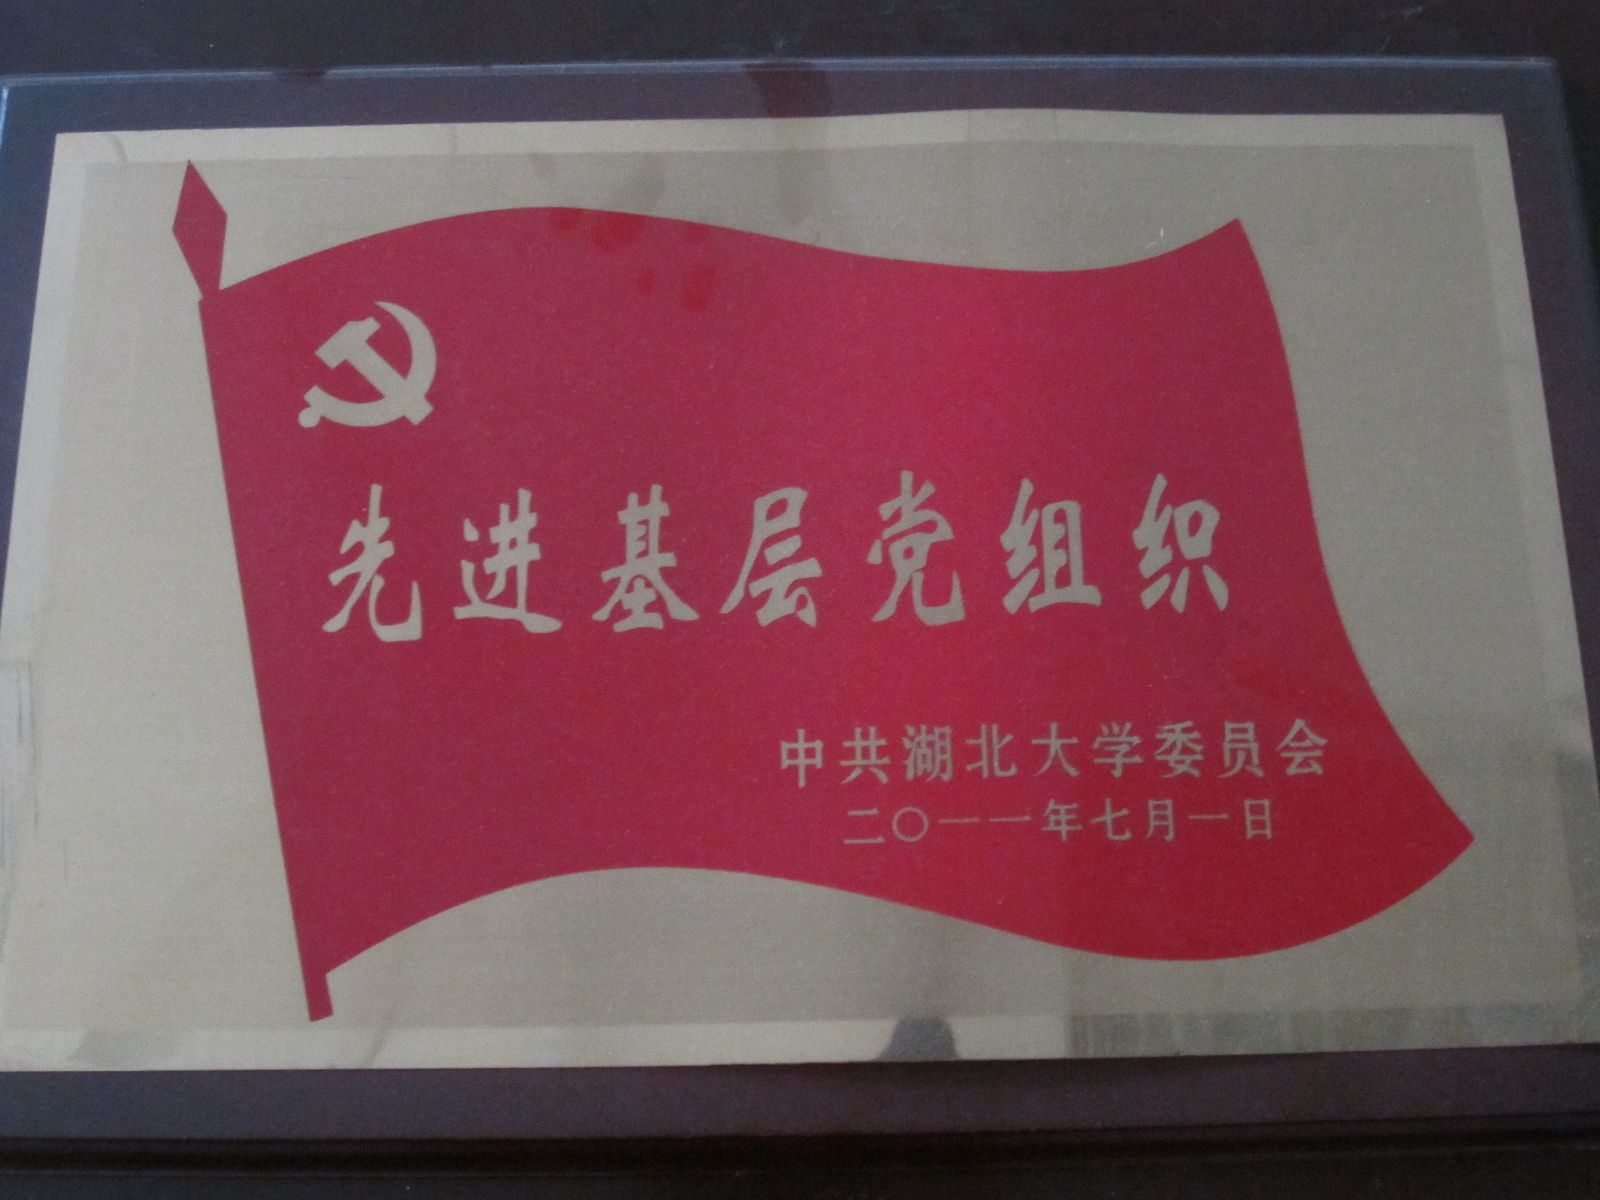 先进基层党组织
中共湖北大学委员会
二〇一一年七月一日